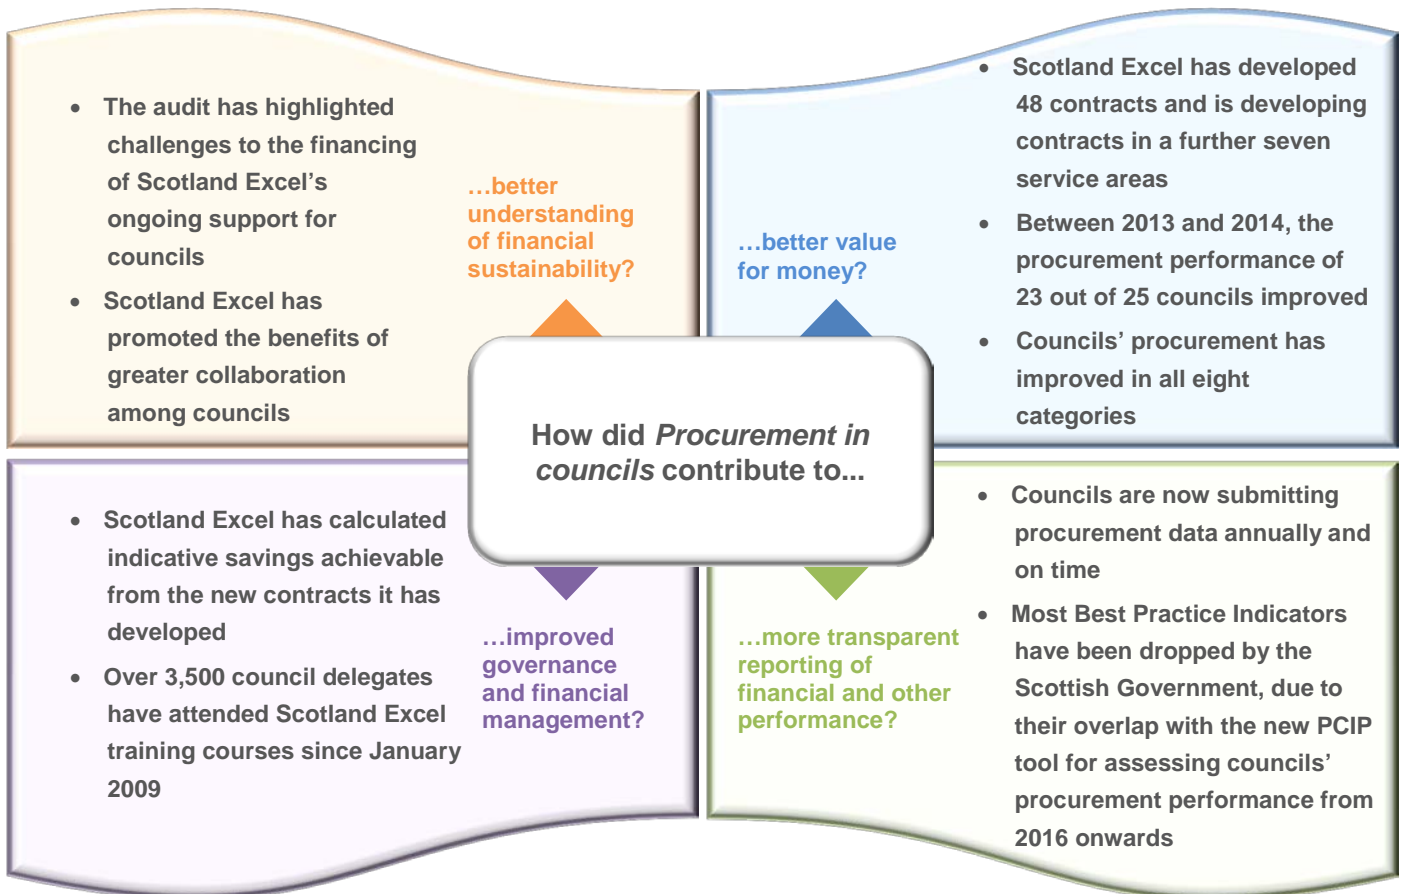 • The audit has highlighted
challenges to the financing
of Scotland Excel’s
ongoing support for
councils
• Scotland Excel has
promoted the benefits of
greater collaboration
among councils
…better
understanding
of financial
sustainability?
…better value
for money?
• Scotland Excel has developed
48 contracts and is developing
contracts in a further seven
service areas
• Between 2013 and 2014, the
procurement performance of
23 out of 25 councils improved
• Councils’ procurement has
improved in all eight
categories
How did Procurement in
councils contribute to...
• Scotland Excel has calculated
indicative savings achievable
from the new contracts it has
developed
• Over 3,500 council delegates
have attended Scotland Excel
training courses since January
2009
…improved
governance
and financial
management?
…more transparent
reporting of
financial and other
performance?
• Councils are now submitting
procurement data annually and
on time
• Most Best Practice Indicators
have been dropped by the
Scottish Government, due to
their overlap with the new PCIP
tool for assessing councils’
procurement performance from
2016 onwards